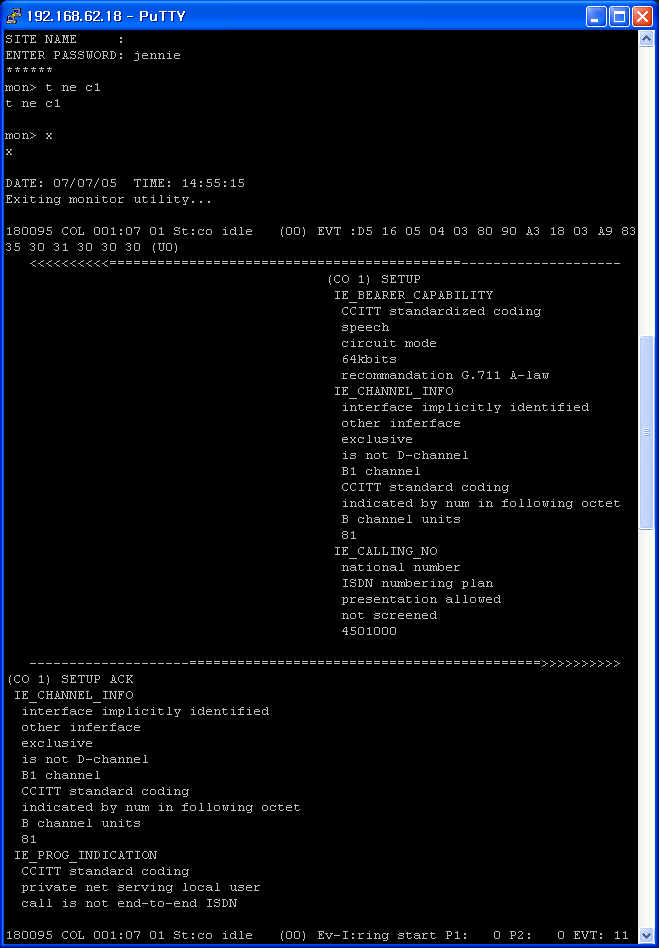 192.168.62.18 - PuTTY
SITE NAME     :
ENTER PASSWORD: jennie
******
mon> t ne c1
t ne c1
mon> x
x
DATE: 07/07/05  TIME: 14:55:15
Exiting monitor utility...
180095 COL 001:07 01 St:co idle   (00) EVT :D5 16 05 04 03 80 90 A3 18 03 A9 83
35 30 31 30 30 30 (U0)
<<<<<<<<<<============================================--------------------
(CO 1) SETUP
IE_BEARER_CAPABILITY
CCITT standardized coding
speech
circuit mode
64kbits
recommandation G.711 A-law
IE_CHANNEL_INFO
interface implicitly identified
other inferface
exclusive
is not D-channel
B1 channel
CCITT standard coding
indicated by num in following octet
B channel units
81
IE_CALLING_NO
national number
ISDN numbering plan
presentation allowed
not screened
4501000
--------------------============================================>>>>>>>>>>
(CO 1) SETUP ACK
IE_CHANNEL_INFO
interface implicitly identified
other inferface
exclusive
is not D-channel
B1 channel
CCITT standard coding
indicated by num in following octet
B channel units
81
IE_PROG_INDICATION
CCITT standard coding
private net serving local user
call is not end-to-end ISDN
180095 COL 001:07 01 St:co idle   (00) Ev-I:ring start P1:   0 P2:   0 EVT: 11